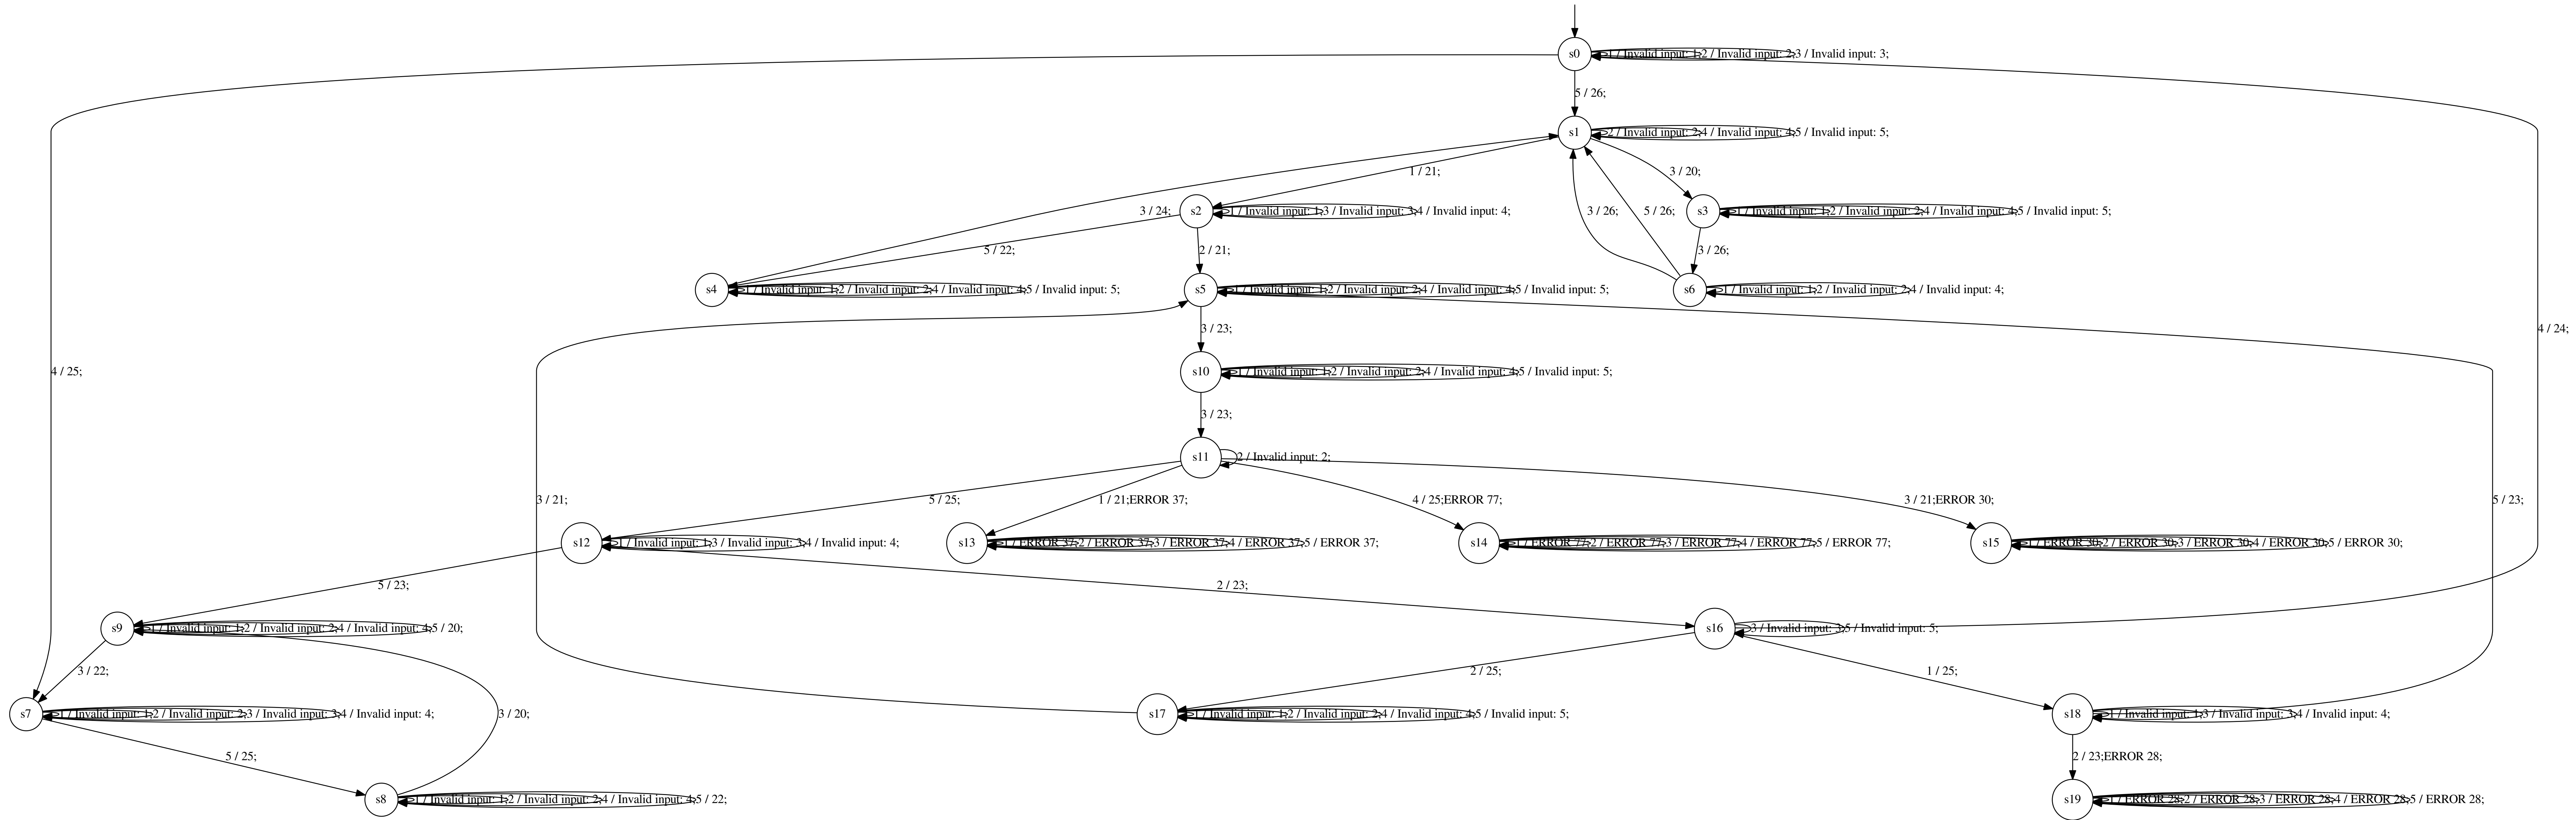 s0
1 / Invalid input: 1;
2 / Invalid input: 2;
3 / Invalid input: 3;
5 / 26;
s1
2 / Invalid input: 2;
4 / Invalid input: 4;
5 / Invalid input: 5;
1 / 21;
3 / 20;
3 / 24;
s2
1 / Invalid input: 1;
3 / Invalid input: 3;
4 / Invalid input: 4;
3 / 26;
5 / 26;
s3
1 / Invalid input: 1;
2 / Invalid input: 2;
4 / Invalid input: 4;
5 / Invalid input: 5;
5 / 22;
2 / 21;
3 / 26;
s4
1 / Invalid input: 1;
2 / Invalid input: 2;
4 / Invalid input: 4;
5 / Invalid input: 5;
s5
1 / Invalid input: 1;
2 / Invalid input: 2;
4 / Invalid input: 4;
5 / Invalid input: 5;
s6
1 / Invalid input: 1;
2 / Invalid input: 2;
4 / Invalid input: 4;
3 / 23;
4 / 24;
4 / 25;
s10
1 / Invalid input: 1;
2 / Invalid input: 2;
4 / Invalid input: 4;
5 / Invalid input: 5;
3 / 23;
s11
2 / Invalid input: 2;
3 / 21;
5 / 25;
1 / 21;ERROR 37;
4 / 25;ERROR 77;
3 / 21;ERROR 30;
5 / 23;
s12
1 / Invalid input: 1;
3 / Invalid input: 3;
4 / Invalid input: 4;
s13
1 / ERROR 37;
2 / ERROR 37;
3 / ERROR 37;
4 / ERROR 37;
5 / ERROR 37;
s14
1 / ERROR 77;
2 / ERROR 77;
3 / ERROR 77;
4 / ERROR 77;
5 / ERROR 77;
s15
1 / ERROR 30;
2 / ERROR 30;
3 / ERROR 30;
4 / ERROR 30;
5 / ERROR 30;
5 / 23;
2 / 23;
s9
1 / Invalid input: 1;
2 / Invalid input: 2;
4 / Invalid input: 4;
5 / 20;
s16
3 / Invalid input: 3;
5 / Invalid input: 5;
3 / 22;
2 / 25;
1 / 25;
s7
1 / Invalid input: 1;
2 / Invalid input: 2;
3 / Invalid input: 3;
4 / Invalid input: 4;
3 / 20;
s17
1 / Invalid input: 1;
2 / Invalid input: 2;
4 / Invalid input: 4;
5 / Invalid input: 5;
s18
1 / Invalid input: 1;
3 / Invalid input: 3;
4 / Invalid input: 4;
5 / 25;
2 / 23;ERROR 28;
s8
1 / Invalid input: 1;
2 / Invalid input: 2;
4 / Invalid input: 4;
5 / 22;
s19
1 / ERROR 28;
2 / ERROR 28;
3 / ERROR 28;
4 / ERROR 28;
5 / ERROR 28;